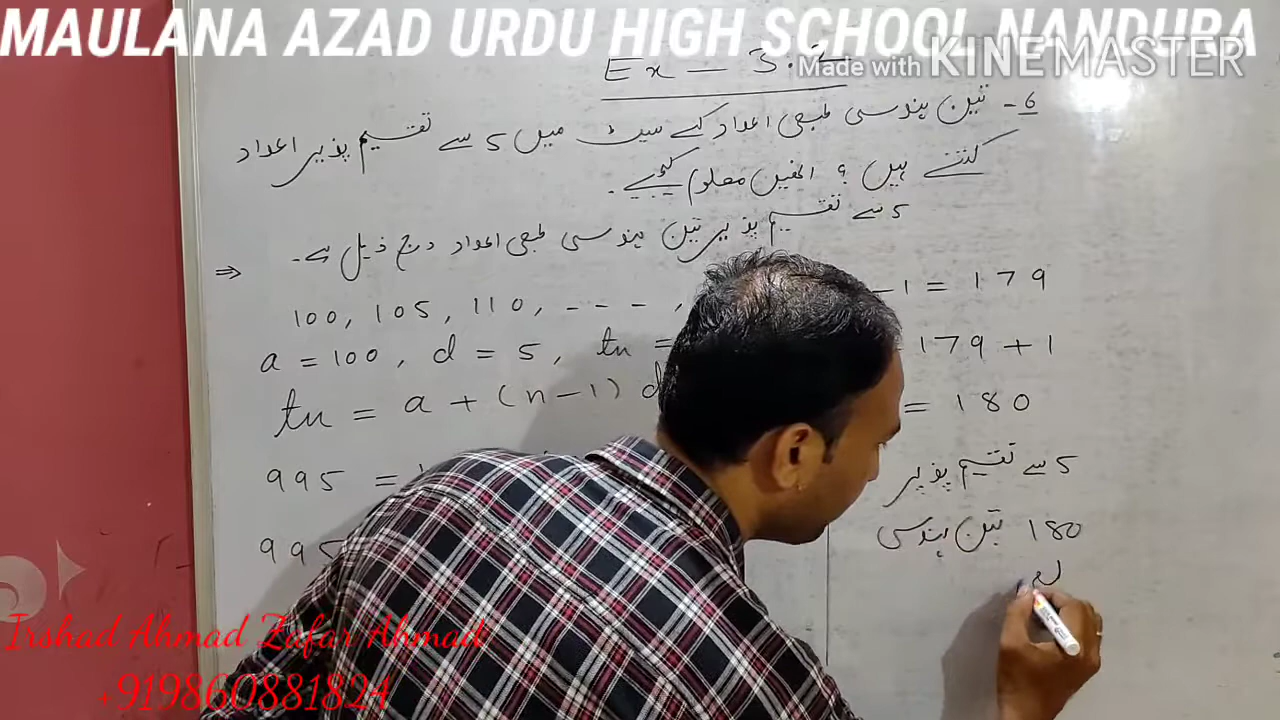 MAULANA AZAD URDU HIGH SCHOOL NANDURA
Made with KINEMASTER
Ex – 3.2
6- تین ہندسی طبعی اعداد کے سیٹ میں 5 سے تقسیم پذیر اعداد
کتنے ہیں ؟ انھیں معلوم کیجیے۔
5 سے تقسیم پذیر تین ہندسی طبعی اعداد درج ذیل ہے۔
⇒ 100, 105, 110, - - - ,
a = 100, d = 5, tn =
tn = a + (n – 1) d
995 =
995
– 1 = 179
179 + 1
= 180
5 سے تقسیم پذیر
180 تین ہندسی
Irshad Ahmad Zafar Ahmad
+919860881824